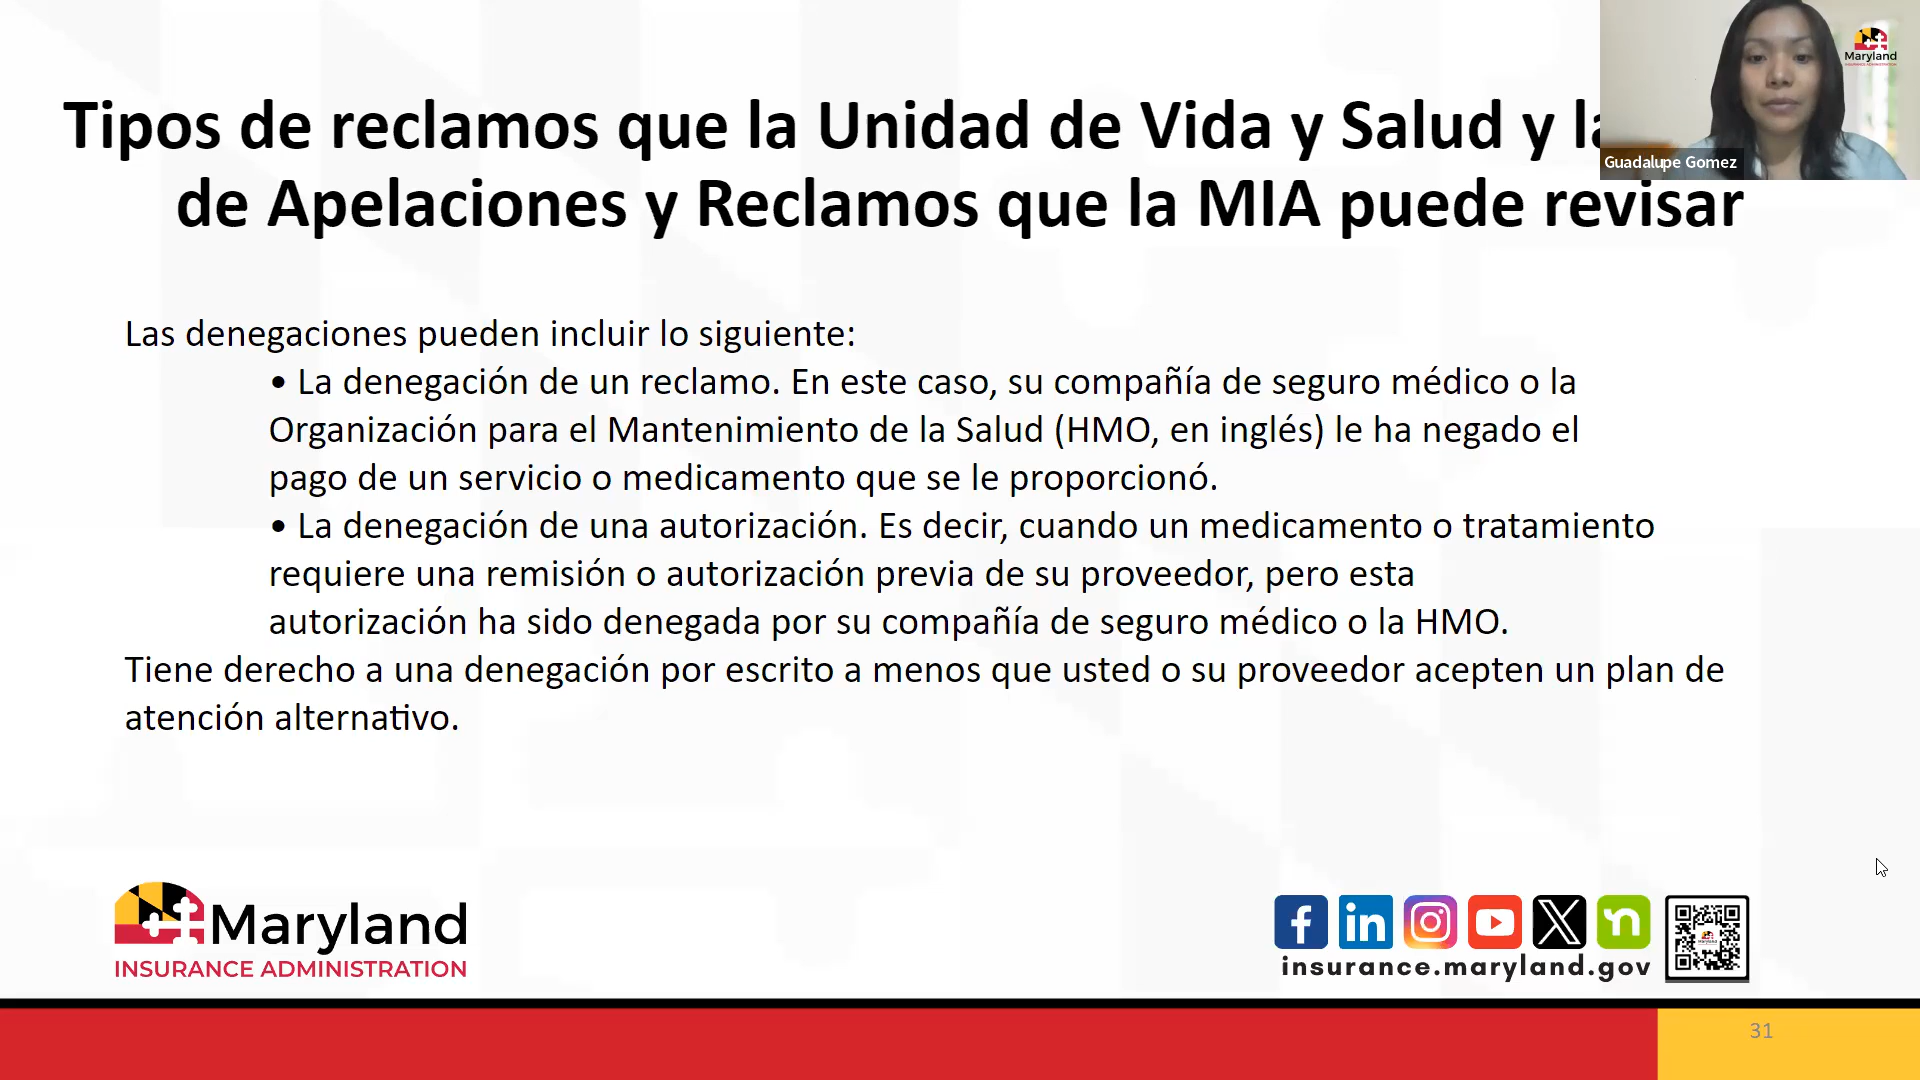 Tipos de reclamos que la Unidad de Vida y Salud y la
de Apelaciones y Reclamos que la MIA puede revisar
Maryland
Guadalupe Gomez
Las denegaciones pueden incluir lo siguiente:
• La denegación de un reclamo. En este caso, su compañía de seguro médico o la
Organización para el Mantenimiento de la Salud (HMO, en inglés) le ha negado el
pago de un servicio o medicamento que se le proporcionó.
• La denegación de una autorización. Es decir, cuando un medicamento o tratamiento
requiere una remisión o autorización previa de su proveedor, pero esta
autorización ha sido denegada por su compañía de seguro médico o la HMO.
Tiene derecho a una denegación por escrito a menos que usted o su proveedor acepten un plan de
atención alternativo.
Maryland
INSURANCE ADMINISTRATION
insurance.maryland.gov
31